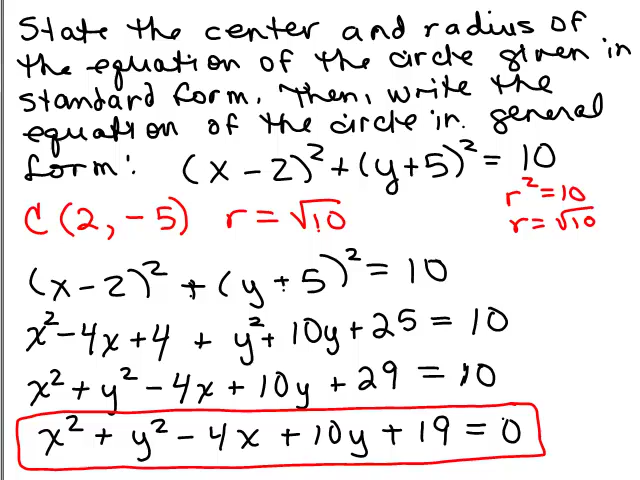 State the center and radius of
the equation of the circle given in
standard form. Then, write the
equation of the circle in general
form: (x - 2)² + (y + 5)² = 10
C (2, -5) r = √10
r² = 10
r = √10
(x - 2)² + (y + 5)² = 10
x² - 4x + 4 + y² + 10y + 25 = 10
x² + y² - 4x + 10y + 29 = 10
x² + y² - 4x + 10y + 19 = 0